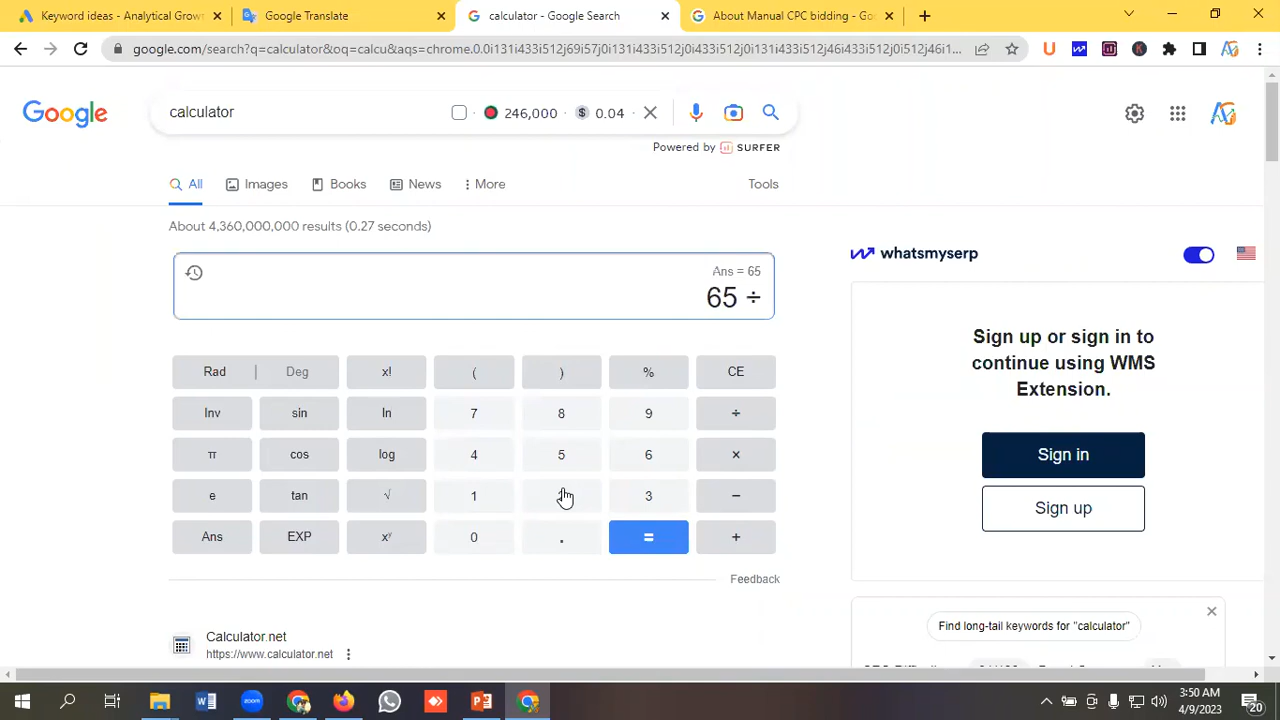 Keyword ideas - Analytical Grow
Google Translate
calculator - Google Search
About Manual CPC bidding - Goo
google.com/search?q=calculator&oq=calcu&aqs=chrome.0.0i131i433i512j69i57j0i131i433i512j0i433i512j0i131i433i512j46i433i512j0i512j46i1...
Google
calculator
246,000 · $ 0.04 ·
Powered by SURFER
All
Images
Books
News
More
Tools
About 4,360,000,000 results (0.27 seconds)
Ans = 65
65 ÷
Rad | Deg x! ( ) % CE
Inv sin ln 7 8 9 ÷
π cos log 4 5 6 ×
e tan √ 1 3 −
Ans EXP xʸ 0 . = +
Feedback
Calculator.net
https://www.calculator.net
whatsmyserp
Sign up or sign in to
continue using WMS
Extension.
Sign in
Sign up
Find long-tail keywords for "calculator"
3:50 AM
4/9/2023
20